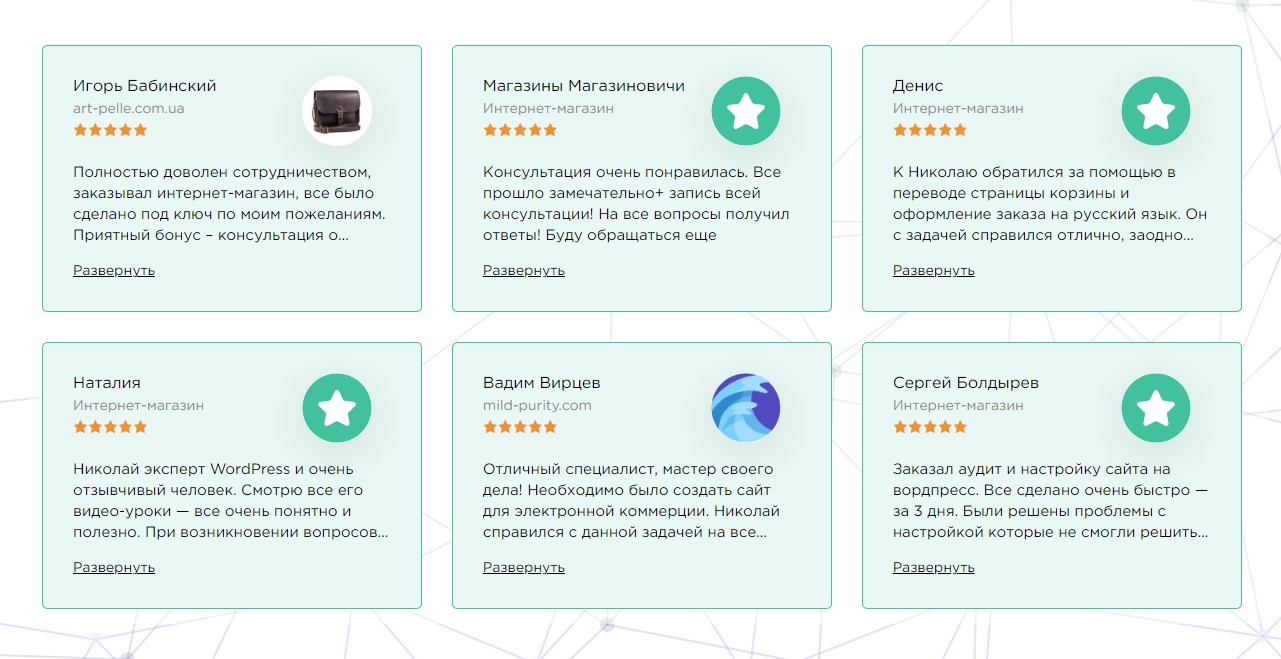 Игорь Бабинский
art-pelle.com.ua
Полностью доволен сотрудничеством,
заказывал интернет-магазин, все было
сделано под ключ по моим пожеланиям.
Приятный бонус – консультация о...
Развернуть
Магазины Магазиновичи
Интернет-магазин
Консультация очень понравилась. Все
прошло замечательно+ запись всей
консультации! На все вопросы получил
ответы! Буду обращаться еще
Развернуть
Денис
Интернет-магазин
К Николаю обратился за помощью в
переводе страницы корзины и
оформление заказа на русский язык. Он
с задачей справился отлично, заодно...
Развернуть
Наталия
Интернет-магазин
Николай эксперт WordPress и очень
отзывчивый человек. Смотрю все его
видео-уроки — все очень понятно и
полезно. При возникновении вопросов...
Развернуть
Вадим Вирцев
mild-purity.com
Отличный специалист, мастер своего
дела! Необходимо было создать сайт
для электронной коммерции. Николай
справился с данной задачей на все...
Развернуть
Сергей Болдырев
Интернет-магазин
Заказал аудит и настройку сайта на
вордпресс. Все сделано очень быстро —
за 3 дня. Были решены проблемы с
настройкой которые не смогли решить...
Развернуть